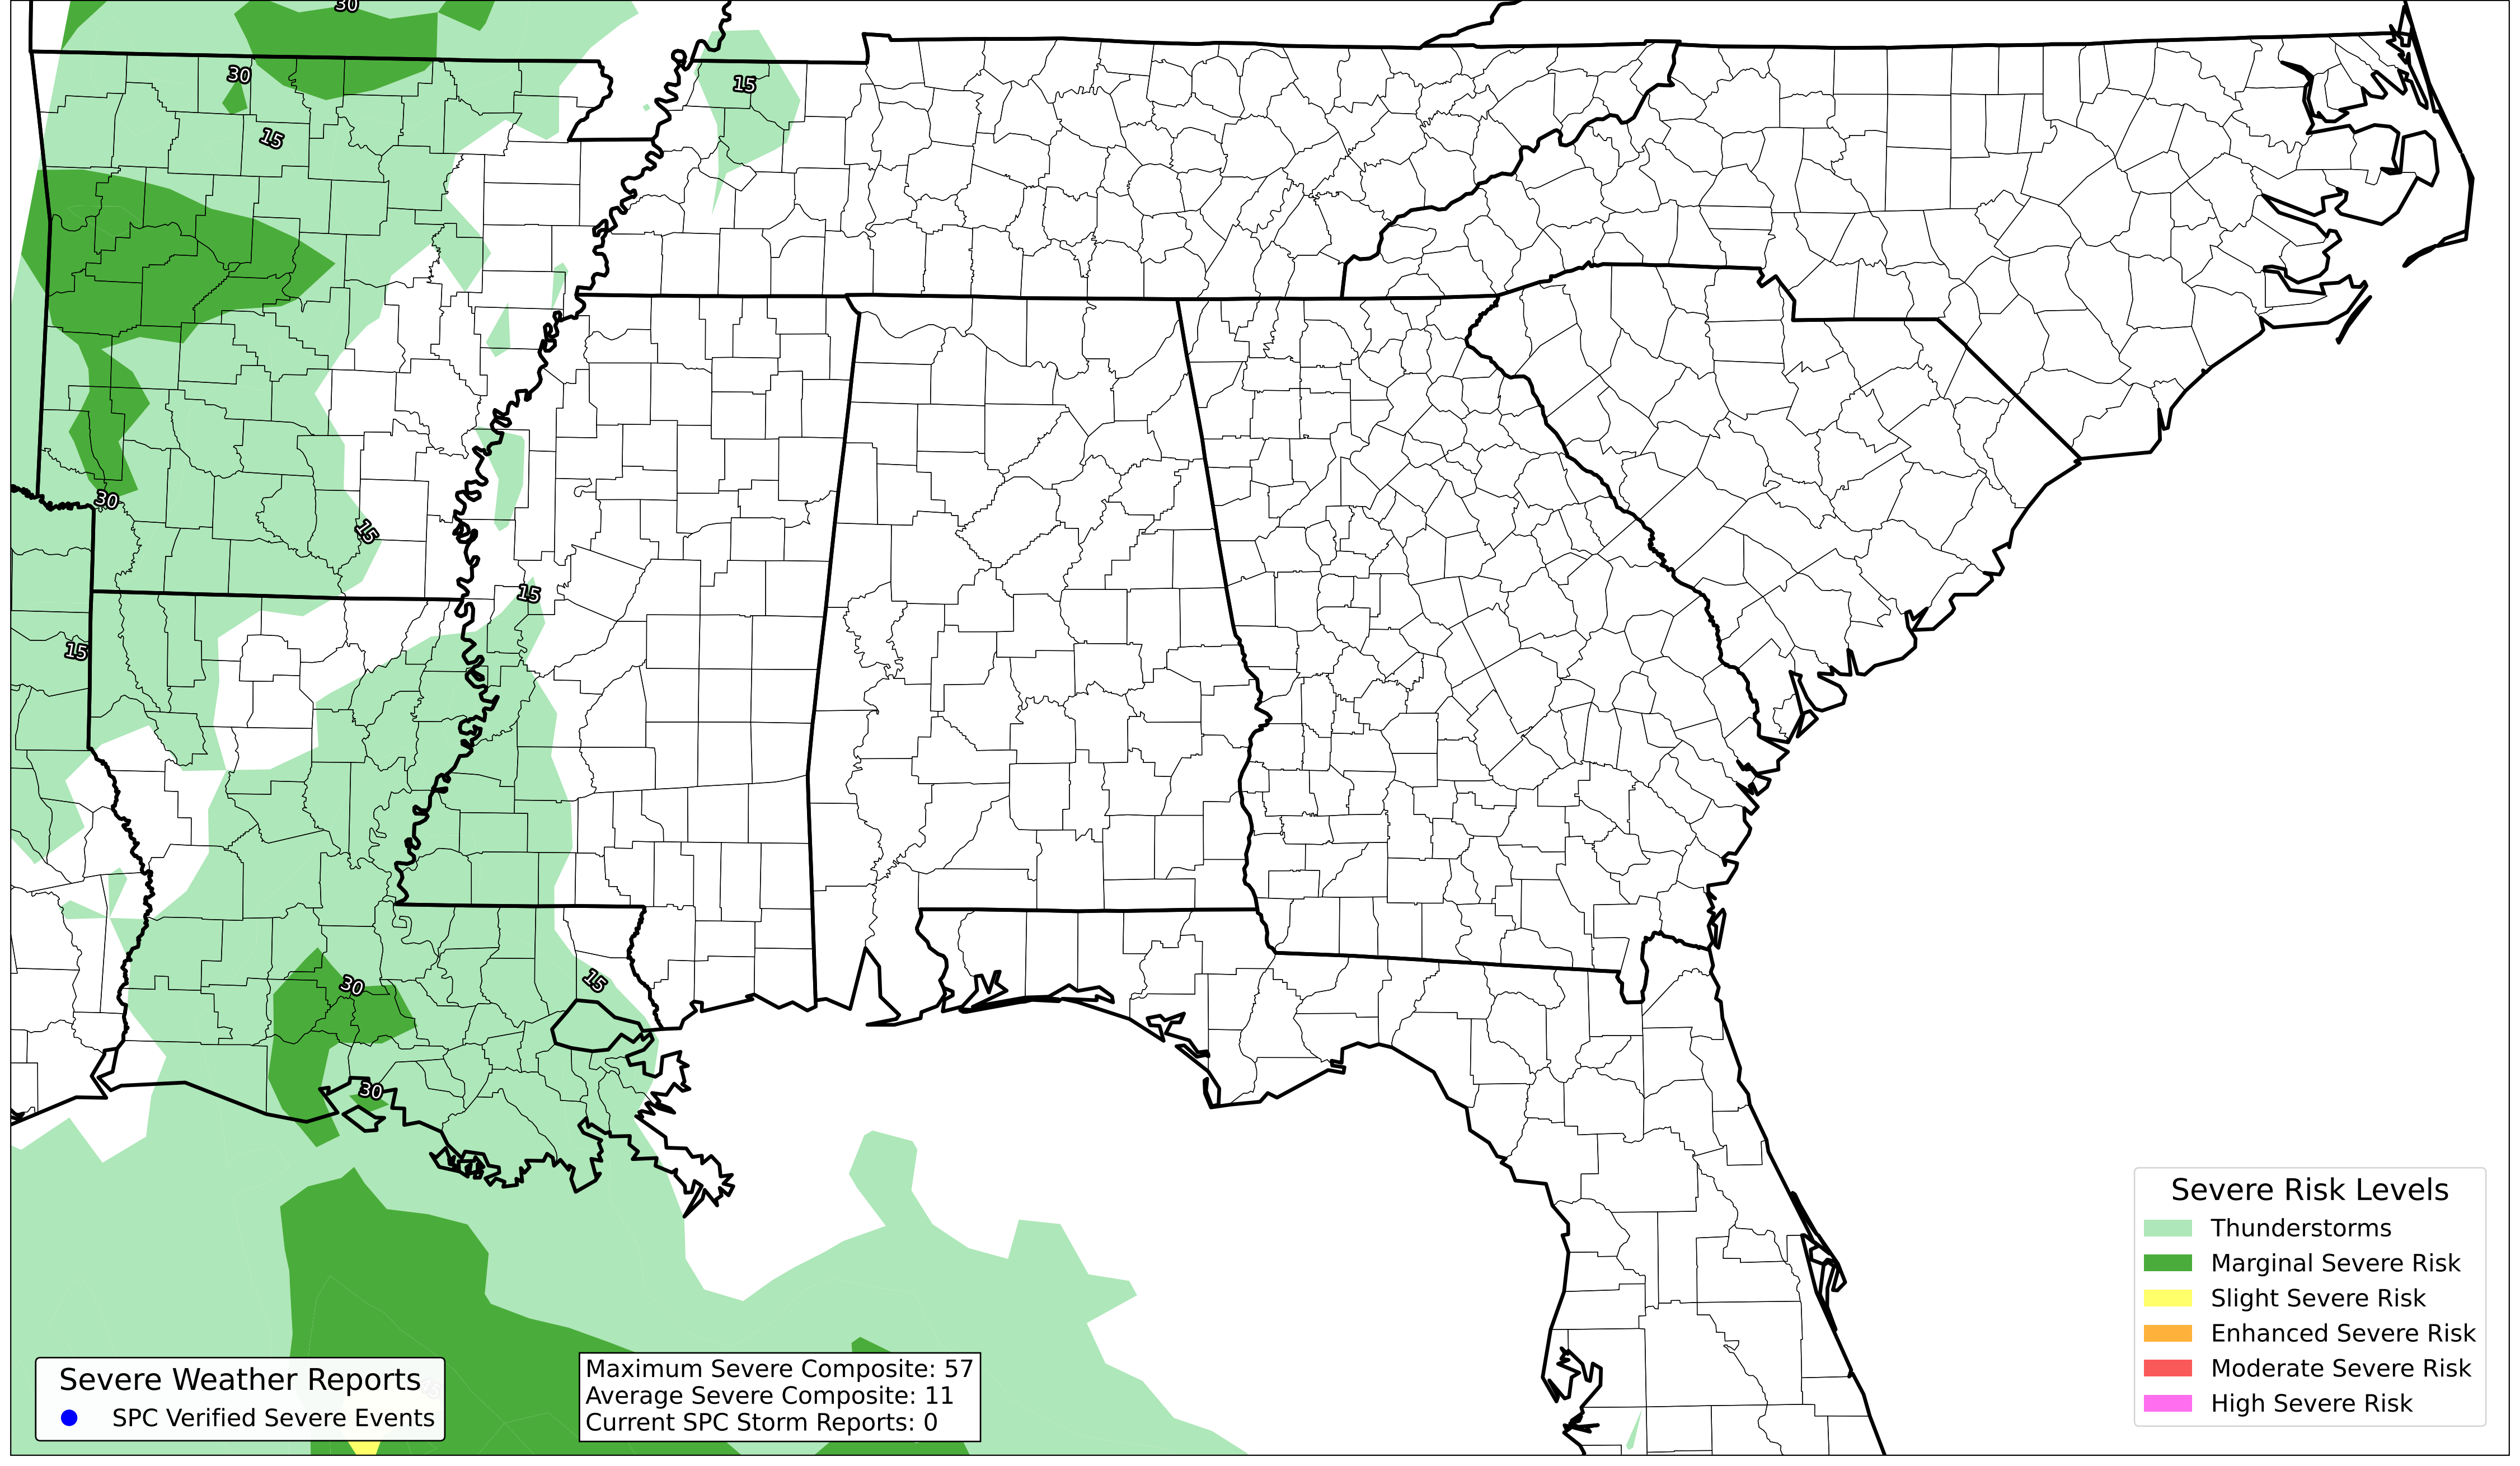 30
30
15
15
30
15
15
15
30
15
30
Severe Weather Reports
SPC Verified Severe Events
Maximum Severe Composite: 57
Average Severe Composite: 11
Current SPC Storm Reports: 0
Severe Risk Levels
Thunderstorms
Marginal Severe Risk
Slight Severe Risk
Enhanced Severe Risk
Moderate Severe Risk
High Severe Risk